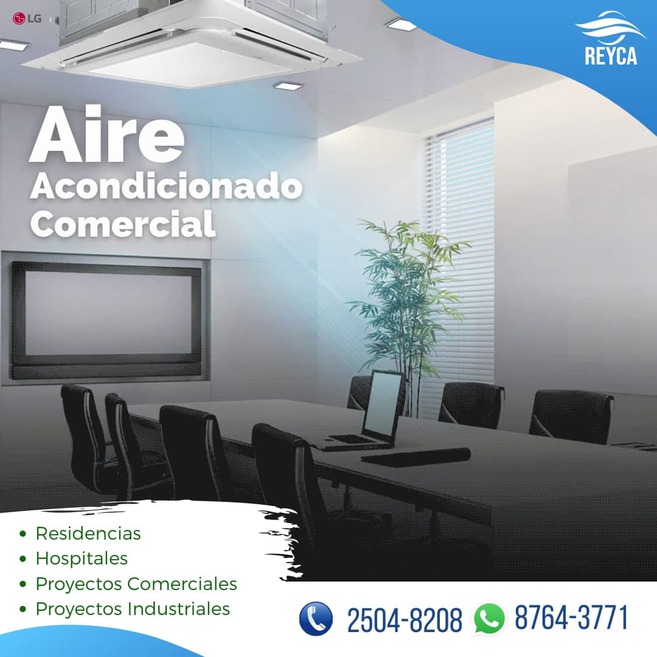 LG
REYCA
Aire
Acondicionado
Comercial
• Residencias
• Hospitales
• Proyectos Comerciales
• Proyectos Industriales
2504-8208
8764-3771